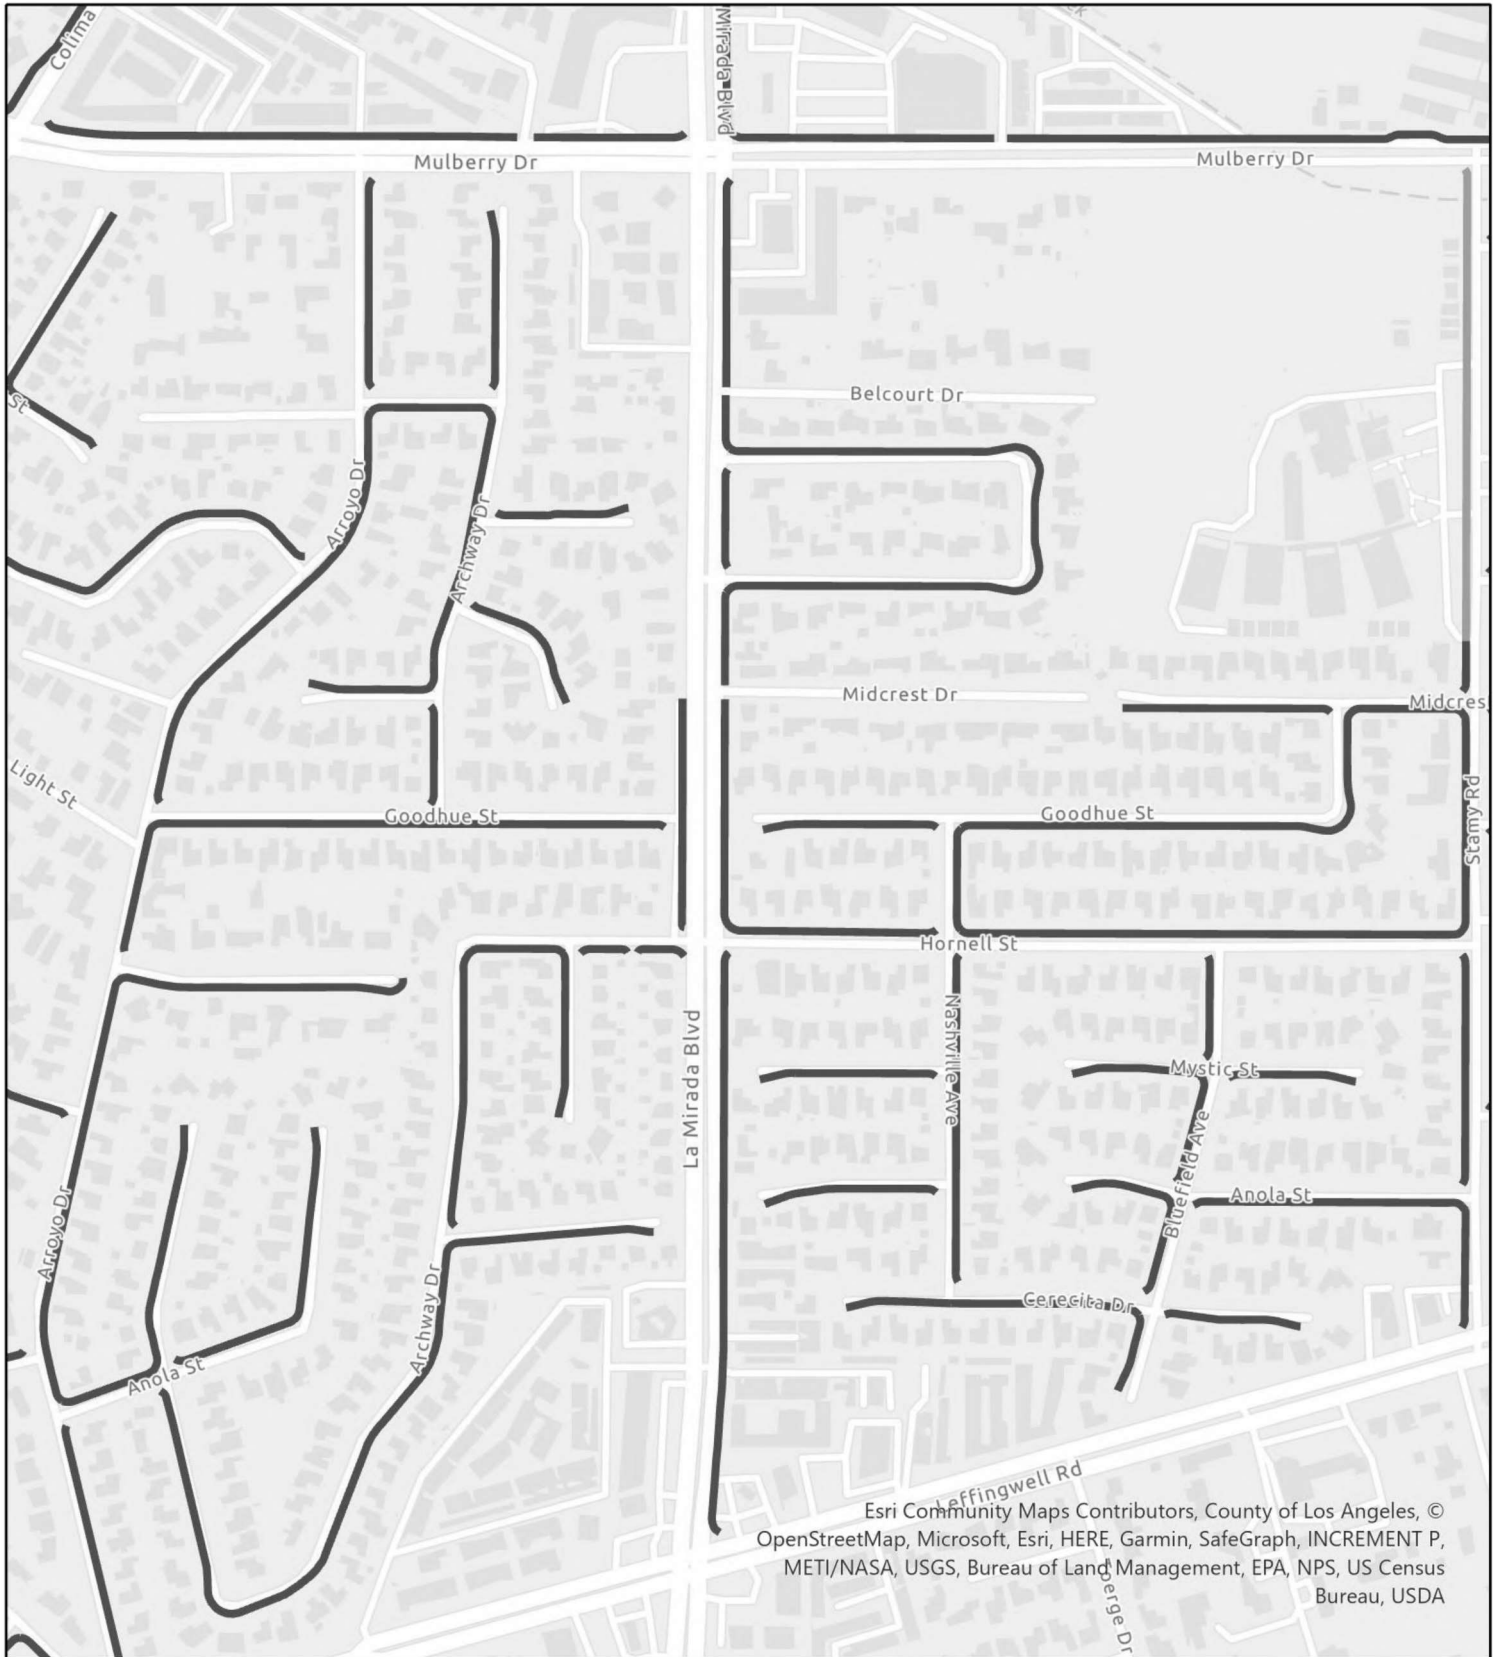 Colima
Mirada Blvd
Mulberry Dr
Mulberry Dr
Belcourt Dr
St
Arroyo Dr
Archway Dr
Midcrest Dr
Midcres
Light St
Goodhue St
Goodhue St
Stamy Rd
Hornell St
Nashville Ave
La Mirada Blvd
Mystic St
Bluefield Ave
Anola St
Arroyo Dr
Archway Dr
Cerecita Dr
Anola St
Leffingwell Rd
Esri Community Maps Contributors, County of Los Angeles, ©
OpenStreetMap, Microsoft, Esri, HERE, Garmin, SafeGraph, INCREMENT P,
METI/NASA, USGS, Bureau of Land Management, EPA, NPS, US Census
Bureau, USDA